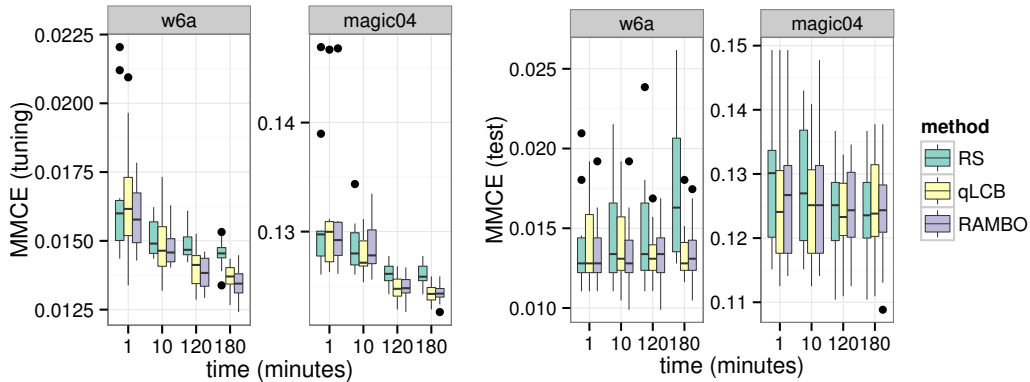 w6a
magic04
MMCE (tuning)
0.0225
0.0200
0.0175
0.0150
0.0125
0.14
0.13
1 10 120 180
1 10 120 180
time (minutes)
w6a
magic04
MMCE (test)
0.025
0.020
0.015
0.010
0.15
0.14
0.13
0.12
0.11
1 10 120 180
1 10 120 180
time (minutes)
method
RS
qLCB
RAMBO